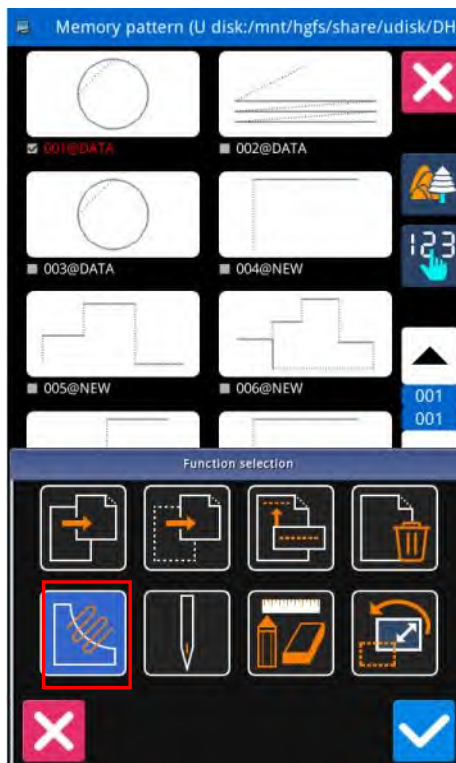 Memory pattern (U disk:/mnt/hgfs/share/udisk/DH
001@DATA
002@DATA
123
003@DATA
004@NEW
005@NEW
006@NEW
001
001
Function selection